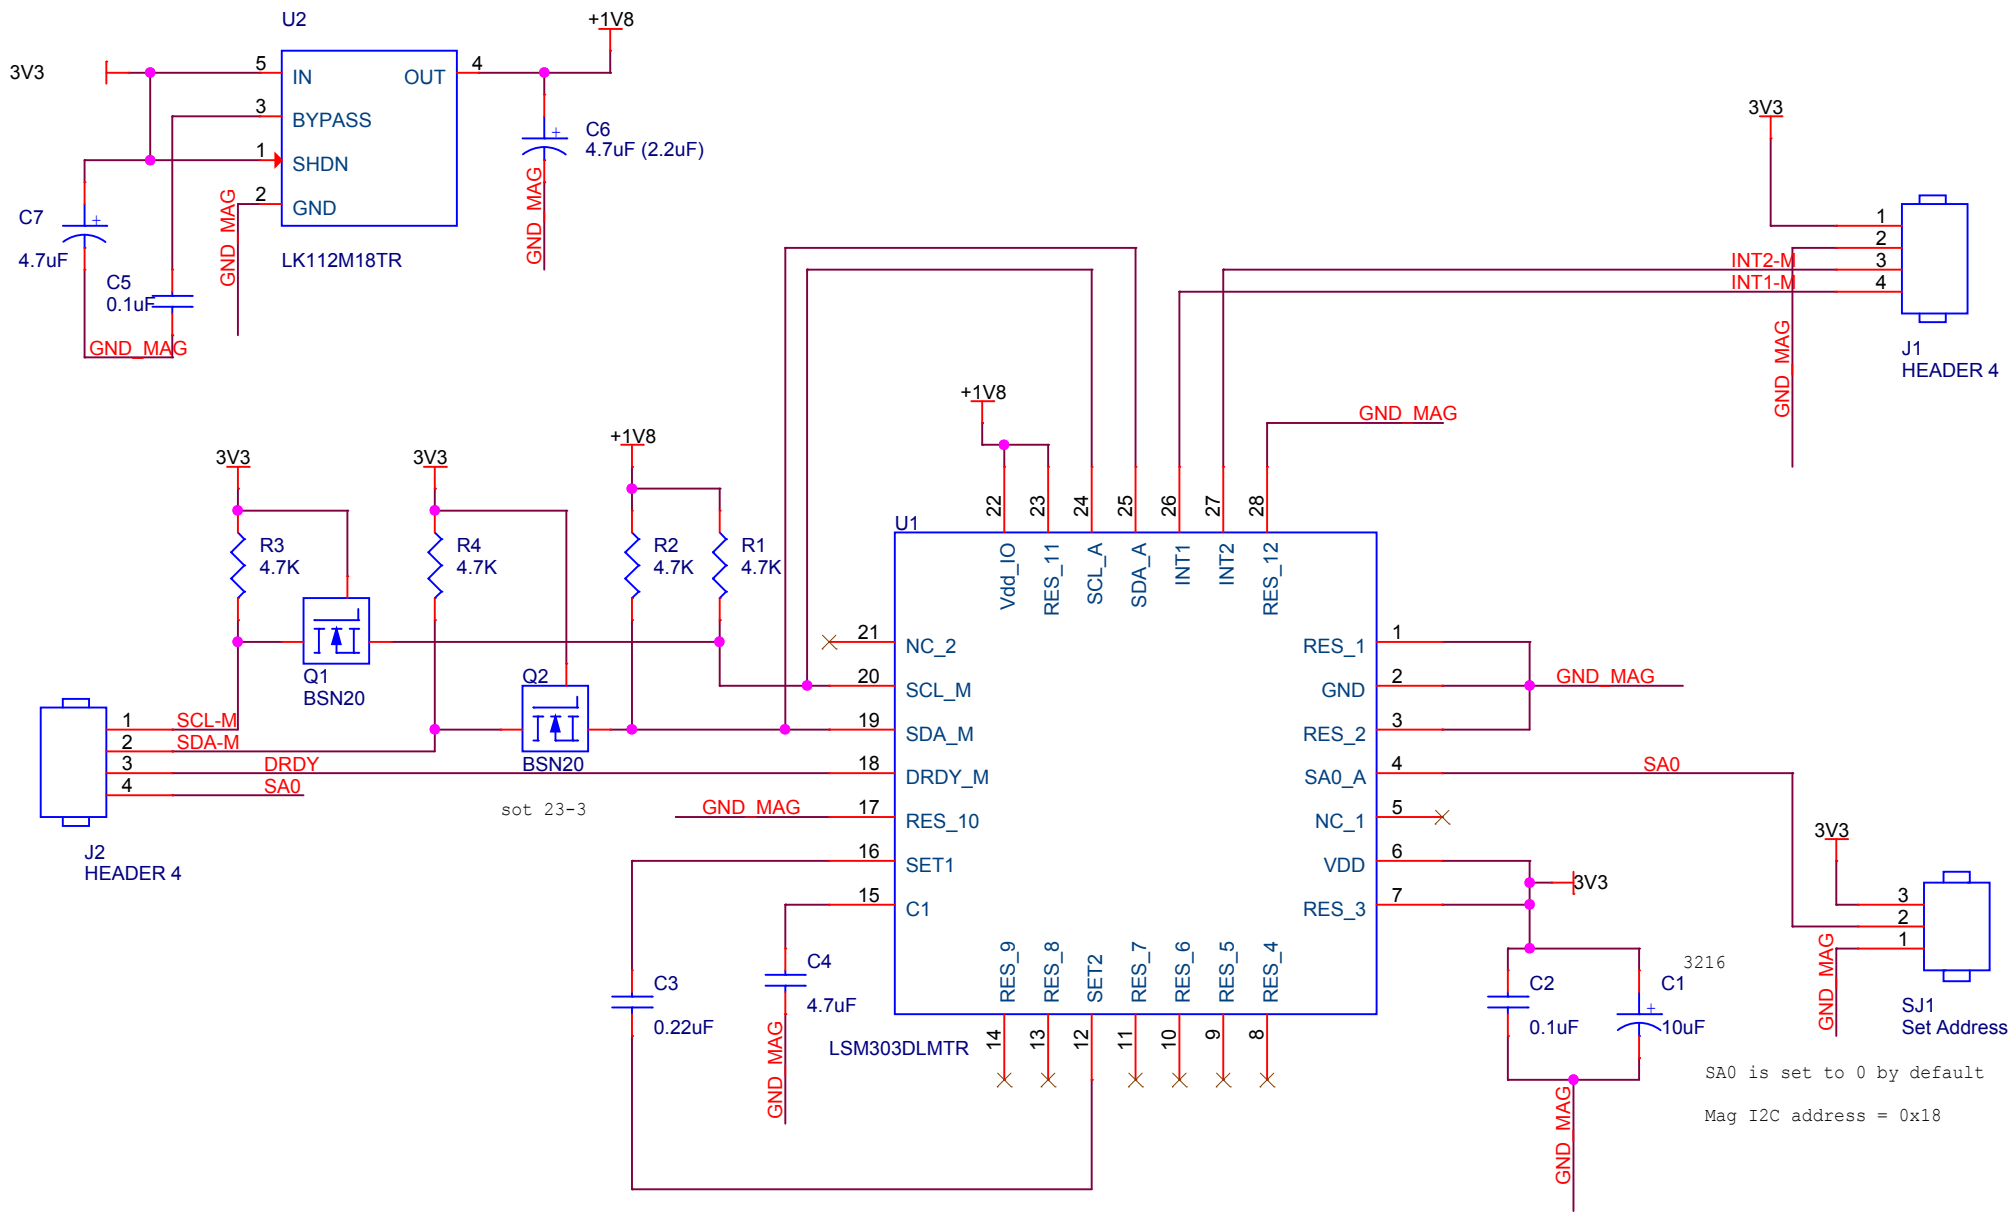 U2
+1V8
3V3
5
IN
OUT
4
3
BYPASS
1
SHDN
2
GND
GND_MAG
LK112M18TR
C6
4.7uF (2.2uF)
GND_MAG
C7
4.7uF
C5
0.1uF
GND_MAG
3V3
1
2
INT2-M
3
INT1-M
4
GND_MAG
J1
HEADER 4
+1V8
GND_MAG
3V3
3V3
+1V8
R3
4.7K
R4
4.7K
R2
4.7K
R1
4.7K
Q1
BSN20
Q2
BSN20
sot 23-3
1
SCL-M
2
SDA-M
3
DRDY
4
SA0
J2
HEADER 4
U1
22
23
24
25
26
27
28
Vdd_IO
RES_11
SCL_A
SDA_A
INT1
INT2
RES_12
21
NC_2
20
SCL_M
19
SDA_M
18
DRDY_M
GND_MAG
17
RES_10
16
SET1
15
C1
RES_1
1
GND
2
GND_MAG
RES_2
3
SA0_A
4
SA0
NC_1
5
VDD
6
3V3
RES_3
7
RES_9
RES_8
SET2
RES_7
RES_6
RES_5
RES_4
14
13
12
11
10
9
8
LSM303DLMTR
C3
0.22uF
C4
4.7uF
GND_MAG
C2
0.1uF
3216
C1
10uF
GND_MAG
3V3
3
2
1
GND_MAG
SJ1
Set Address
SA0 is set to 0 by default
Mag I2C address = 0x18